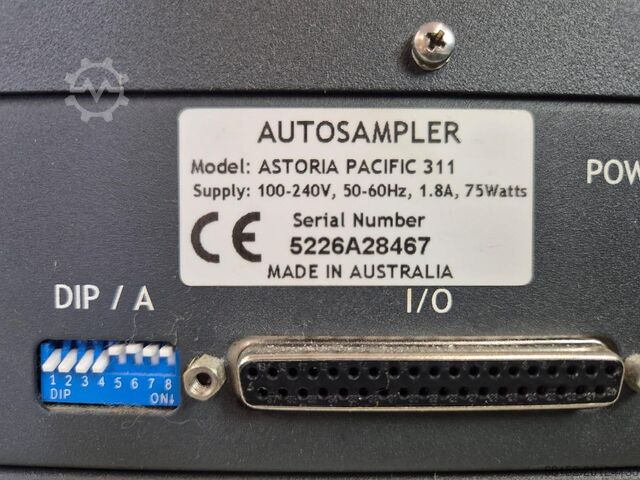 AUTOSAMPLER
Model: ASTORIA PACIFIC 311
Supply: 100-240V, 50-60Hz, 1.8A, 75Watts
CE
Serial Number
5226A28467
MADE IN AUSTRALIA
POW
DIP / A
I/O
1 2 3 4 5 6 7 8
DIP ON↓